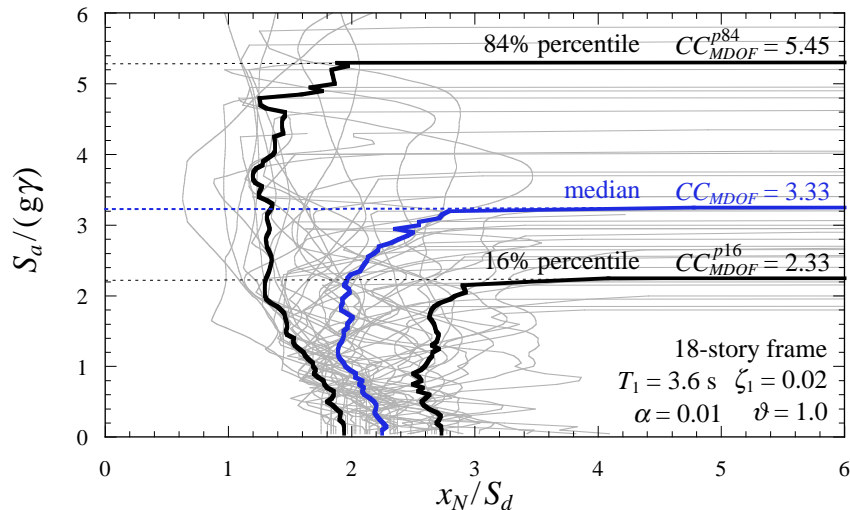 6
5
4
3
2
1
0
S_a/(gγ)
84% percentile CC_{MDOF}^{p84} = 5.45
median CC_{MDOF} = 3.33
16% percentile CC_{MDOF}^{p16} = 2.33
18-story frame
T_1 = 3.6 s ζ_1 = 0.02
α = 0.01 ϑ = 1.0
0 1 2 3 4 5 6
x_N/S_d